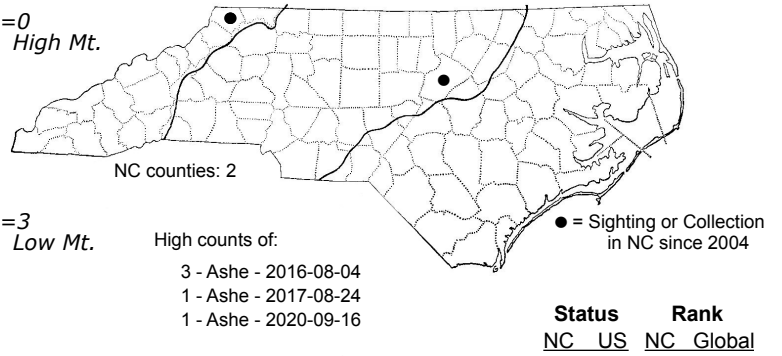 =0
High Mt.
NC counties: 2
=3
Low Mt.
High counts of:
3 - Ashe - 2016-08-04
1 - Ashe - 2017-08-24
1 - Ashe - 2020-09-16
● = Sighting or Collection
in NC since 2004
Status Rank
NC US NC Global